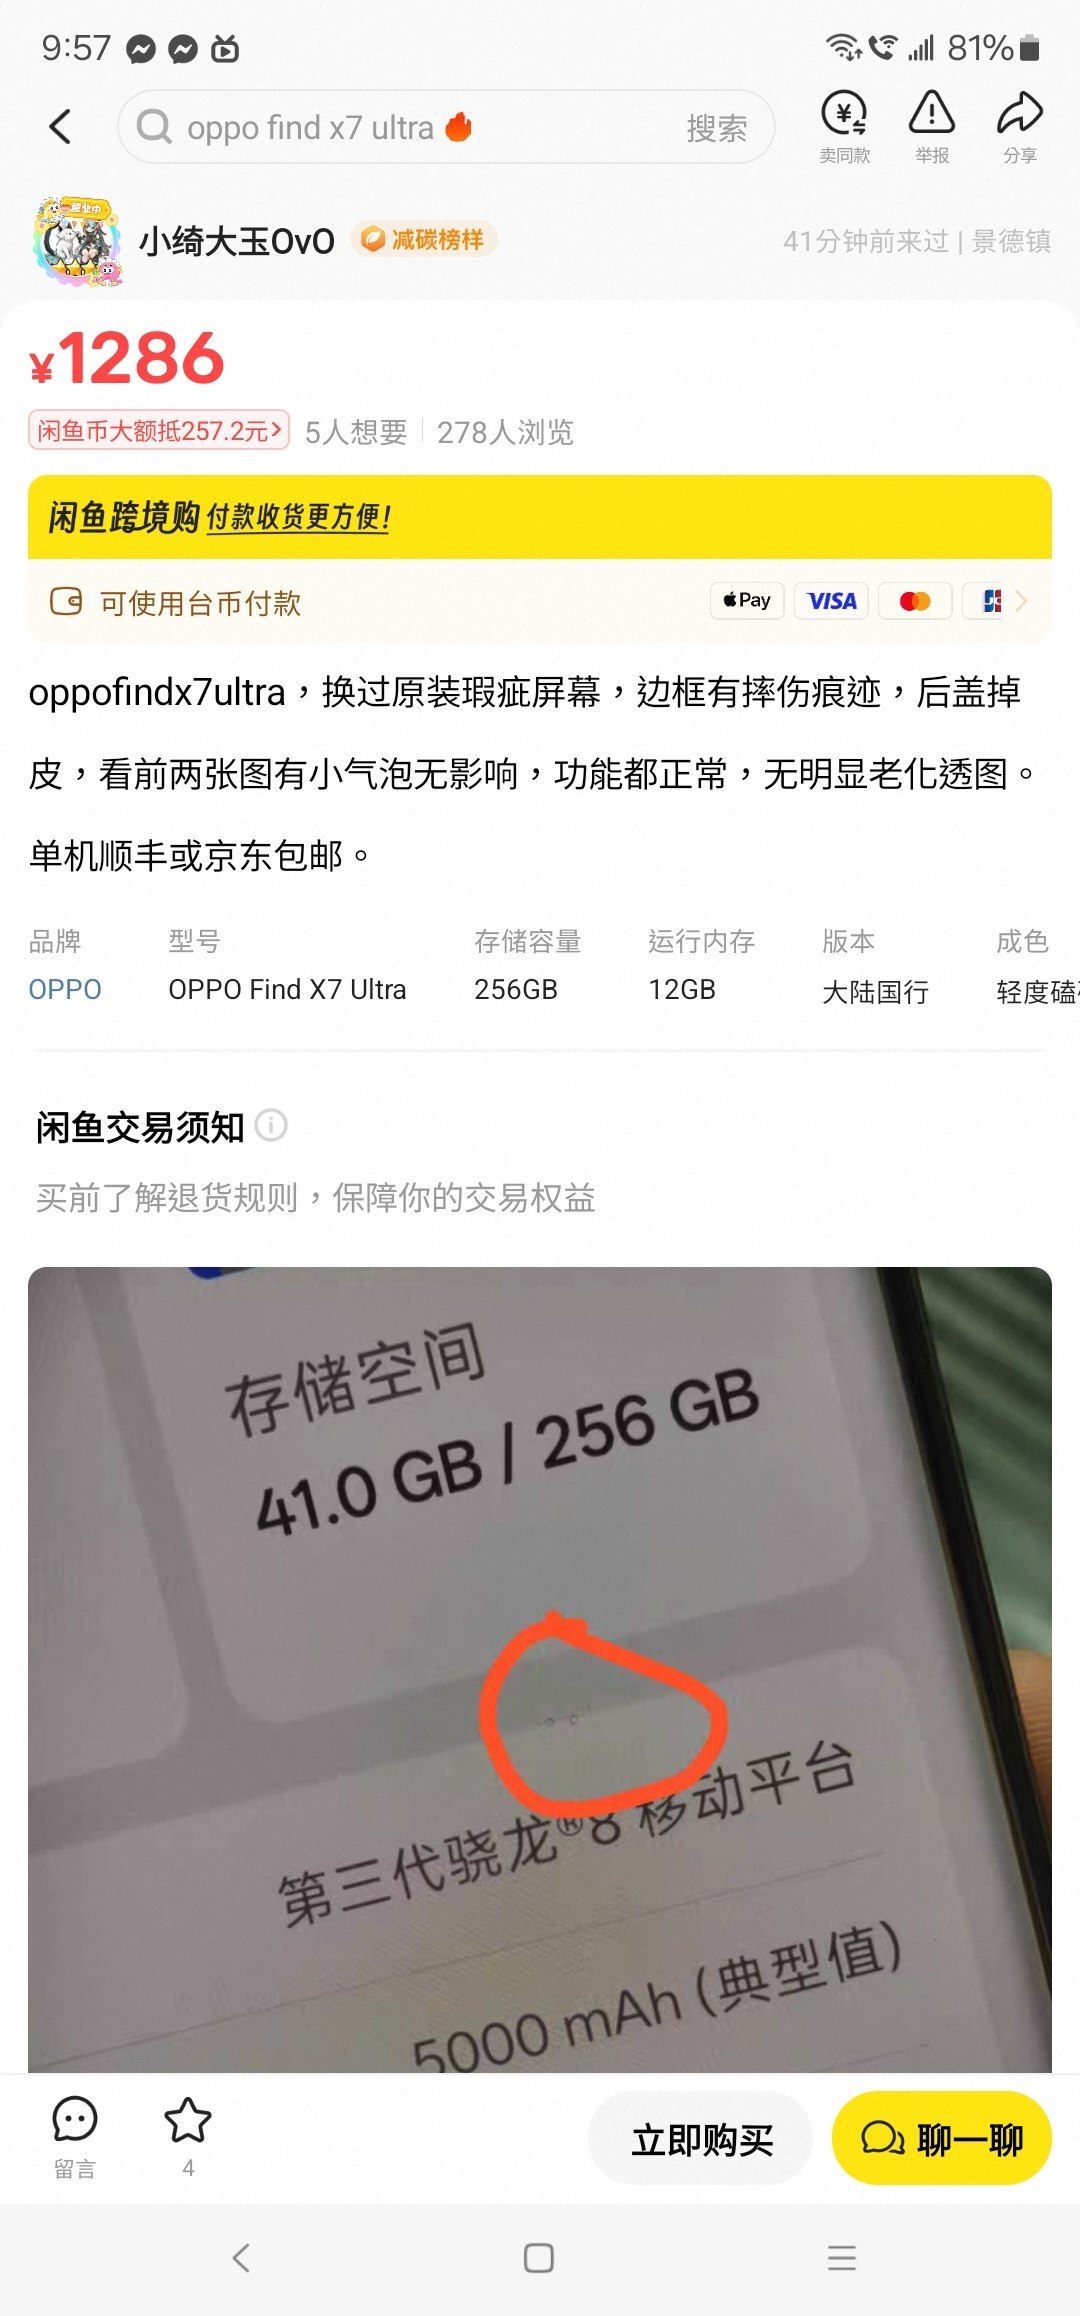 9:57
81%
oppo find x7 ultra
搜索
卖同款
举报
分享
营业中
小绮大玉OvO
减碳榜样
41分钟前来过 | 景德镇
¥1286
闲鱼币大额抵257.2元>
5人想要
278人浏览
闲鱼跨境购 付款收货更方便!
可使用台币付款
Pay
VISA
oppofindx7ultra，换过原装瑕疵屏幕，边框有摔伤痕迹，后盖掉
皮，看前两张图有小气泡无影响，功能都正常，无明显老化透图。
单机顺丰或京东包邮。
品牌 型号 存储容量 运行内存 版本 成色
OPPO OPPO Find X7 Ultra 256GB 12GB 大陆国行 轻度磕
闲鱼交易须知
买前了解退货规则，保障你的交易权益
存储空间
41.0 GB / 256 GB
第三代骁龙®8 移动平台
5000 mAh (典型值)
留言
4
立即购买
聊一聊